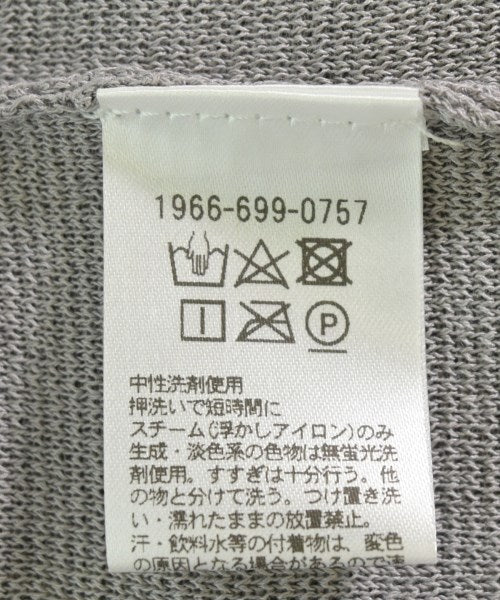 1966-699-0757
P
中性洗剤使用
押洗いで短時間に
スチーム(浮かしアイロン)のみ
生成・淡色系の色物は無蛍光洗
剤使用。すすぎは十分行う。他
の物と分けて洗う。つけ置き洗
い・濡れたままの放置禁止。
汗・飲料水等の付着物は、変色
の原因となる場合があるので速